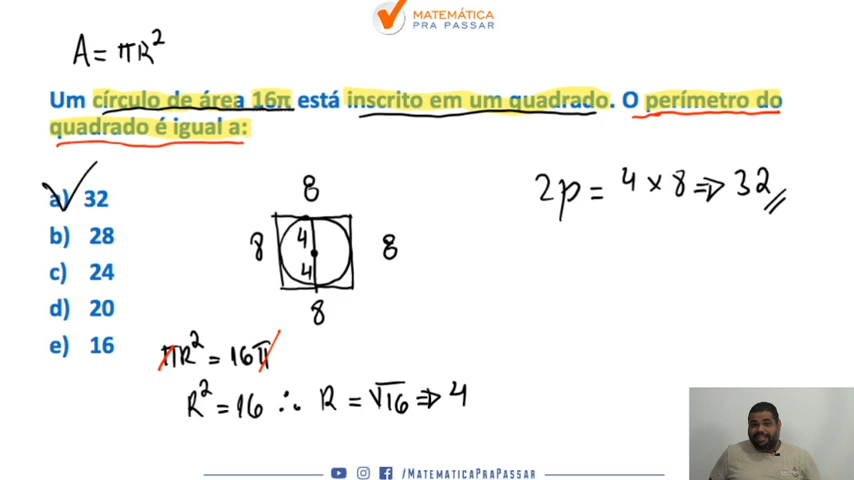 MATEMÁTICA
PRA PASSAR
A = πR²
Um círculo de área 16π está inscrito em um quadrado. O perímetro do
quadrado é igual a:
a) 32
b) 28
c) 24
d) 20
e) 16
8
8
4
4
8
8
2p = 4 x 8 ⇒ 32
πR² = 16π
R² = 16 ∴ R = √16 ⇒ 4
/MATEMATICAPRAPASSAR